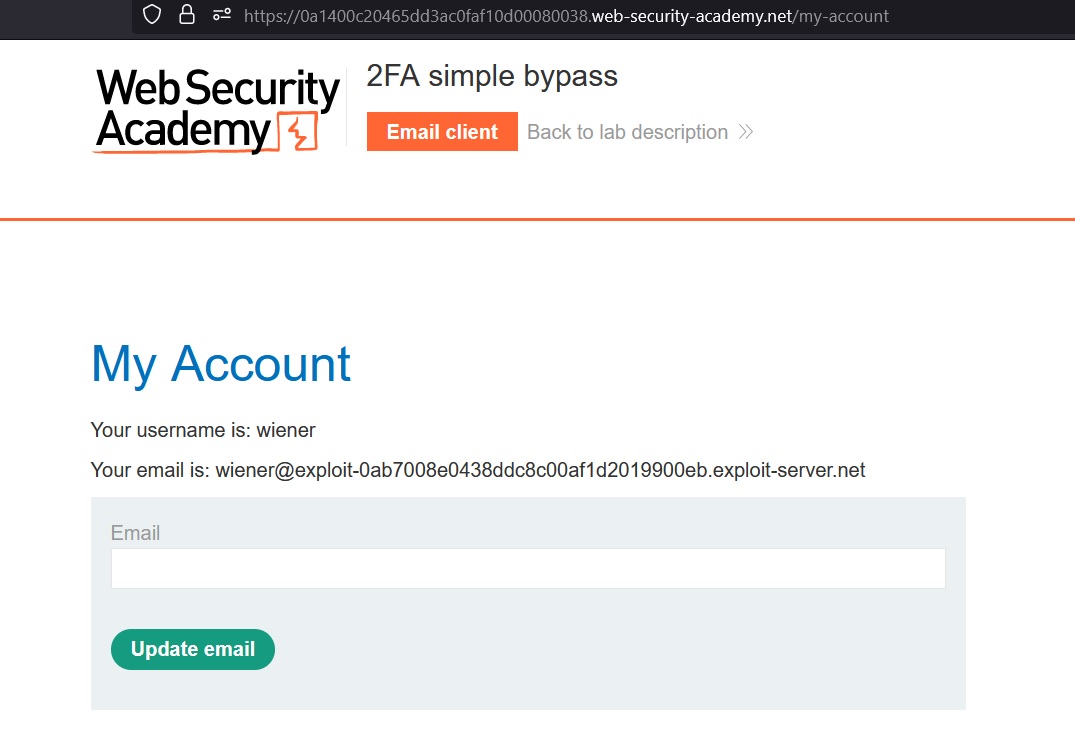 https://0a1400c20465dd3ac0faf10d00080038.web-security-academy.net/my-account
Web Security
Academy
2FA simple bypass
Email client
Back to lab description
My Account
Your username is: wiener
Your email is: wiener@exploit-0ab7008e0438ddc8c00af1d2019900eb.exploit-server.net
Email
Update email